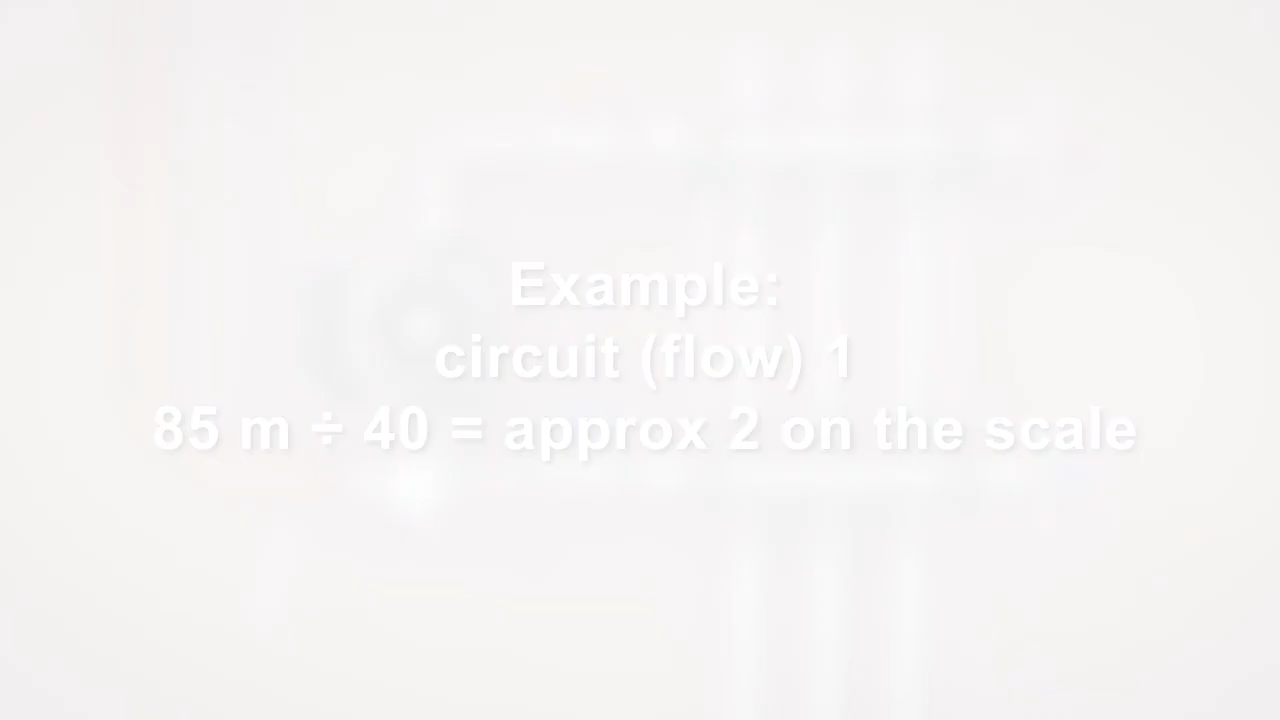 Example:
circuit (flow) 1
85 m ÷ 40 = approx 2 on the scale